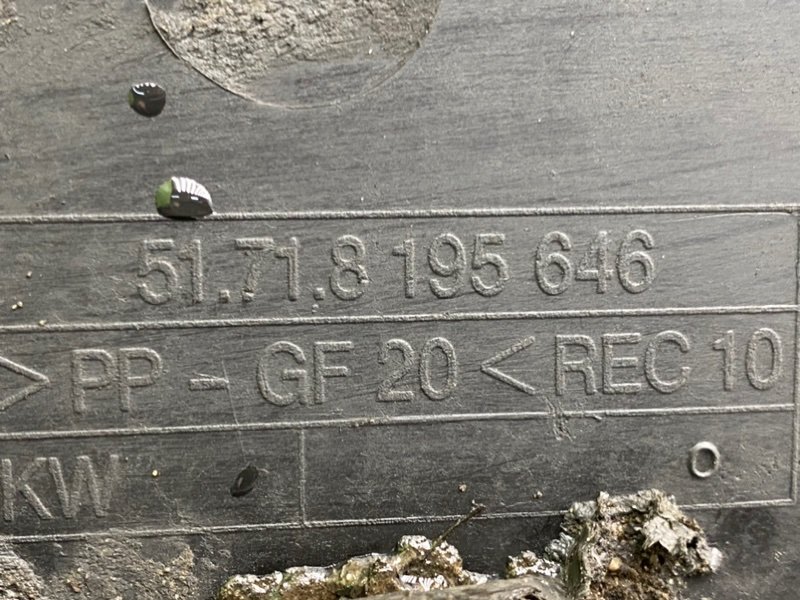 51.71.8 195 646
>PP-GF 20< REC 10
KW O